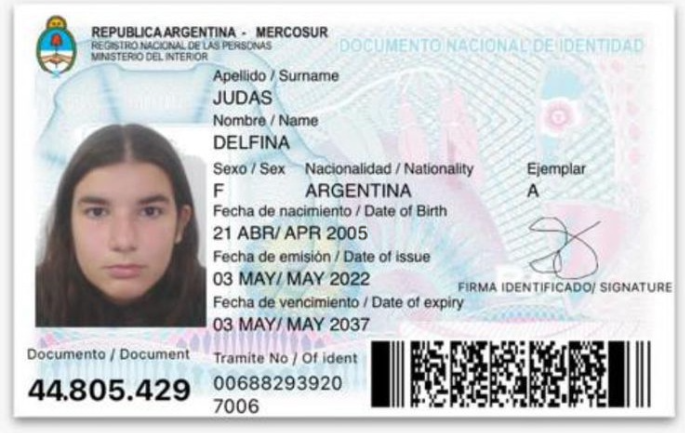 REPUBLICA ARGENTINA - MERCOSUR
REGISTRO NACIONAL DE LAS PERSONAS
MINISTERIO DEL INTERIOR
DOCUMENTO NACIONAL DE IDENTIDAD
Apellido / Surname
JUDAS
Nombre / Name
DELFINA
Sexo / Sex Nacionalidad / Nationality Ejemplar
F ARGENTINA A
Fecha de nacimiento / Date of Birth
21 ABR/ APR 2005
Fecha de emisión / Date of issue
03 MAY/ MAY 2022
FIRMA IDENTIFICADO/ SIGNATURE
Fecha de vencimiento / Date of expiry
03 MAY/ MAY 2037
Documento / Document
44.805.429
Tramite No / Of ident
00688293920
7006